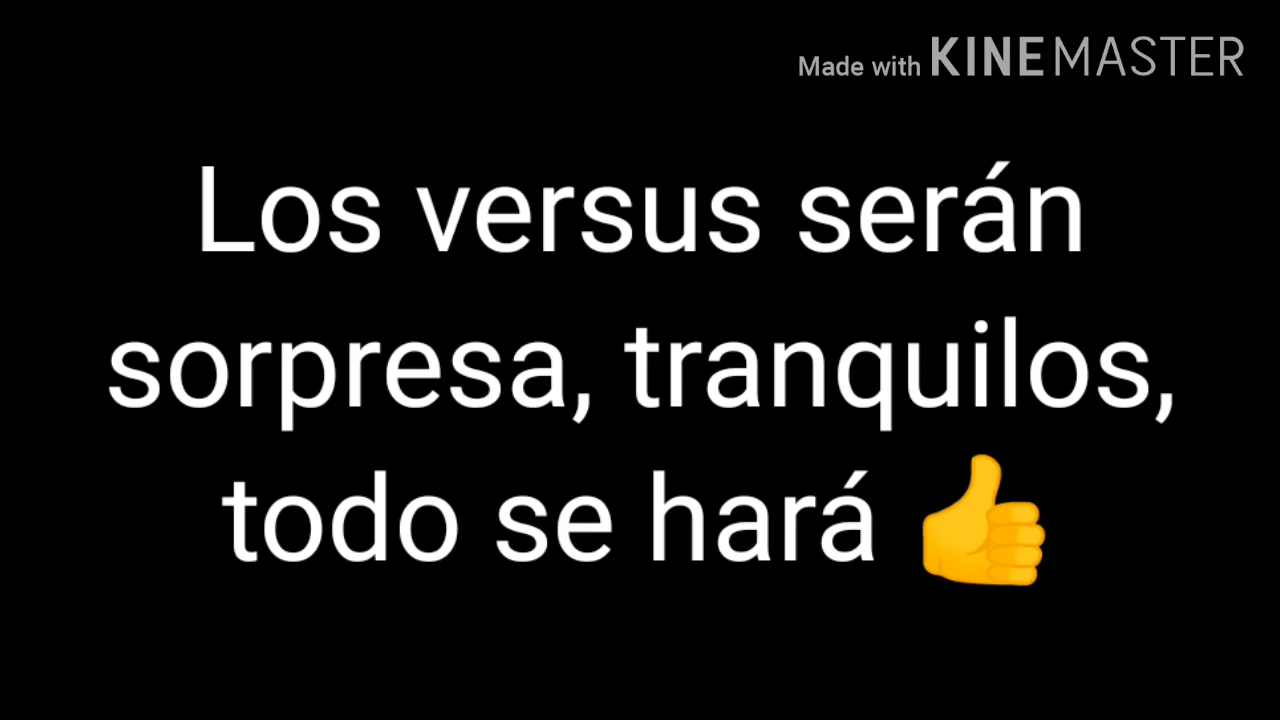 Made with KINEMASTER
Los versus serán
sorpresa, tranquilos,
todo se hará 👍